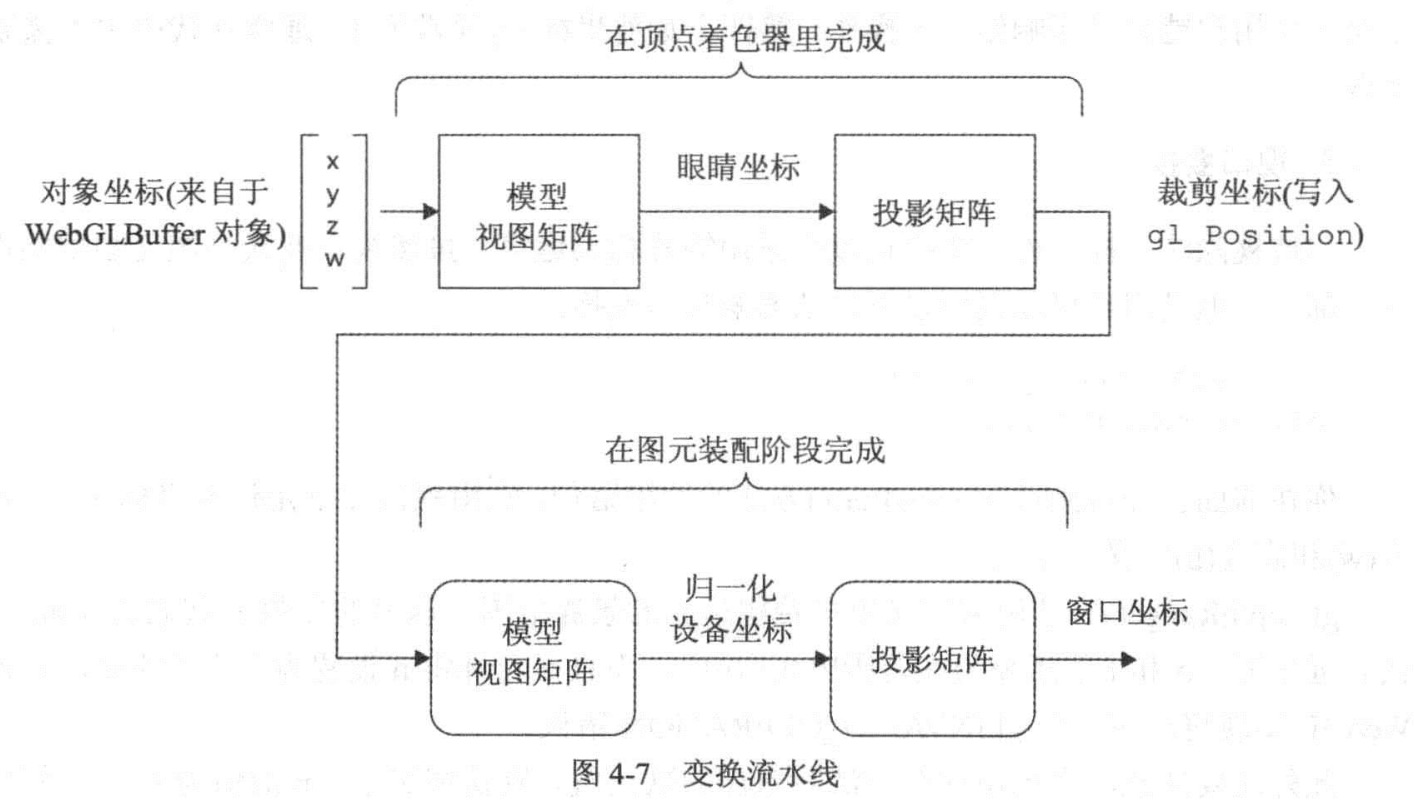 在顶点着色器里完成
对象坐标(来自于
WebGLBuffer 对象)
x
y
z
w
模型
视图矩阵
眼睛坐标
投影矩阵
裁剪坐标(写入
gl_Position)
在图元装配阶段完成
模型
视图矩阵
归一化
设备坐标
投影矩阵
窗口坐标
图 4-7 变换流水线